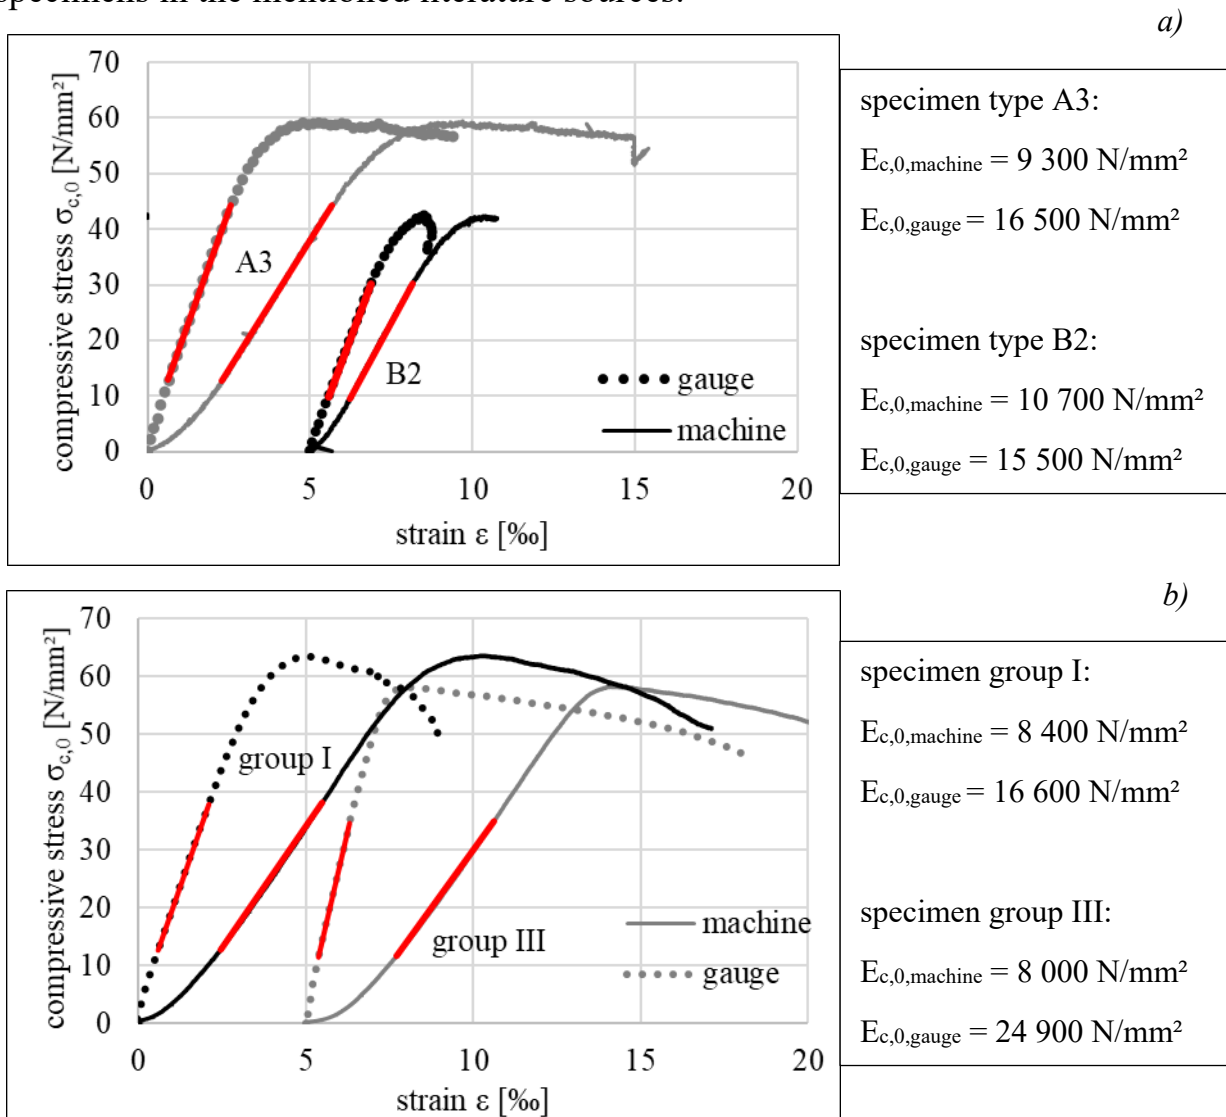 specimens in the mentioned literature sources.
a)
compressive stress σc,0 [N/mm²]
70
60
50
40
30
20
10
0
A3
B2
gauge
machine
0 5 10 15 20
strain ε [‰]
specimen type A3:
Ec,0,machine = 9 300 N/mm²
Ec,0,gauge = 16 500 N/mm²
specimen type B2:
Ec,0,machine = 10 700 N/mm²
Ec,0,gauge = 15 500 N/mm²
b)
compressive stress σc,0 [N/mm²]
70
60
50
40
30
20
10
0
group I
group III
machine
gauge
0 5 10 15 20
strain ε [‰]
specimen group I:
Ec,0,machine = 8 400 N/mm²
Ec,0,gauge = 16 600 N/mm²
specimen group III:
Ec,0,machine = 8 000 N/mm²
Ec,0,gauge = 24 900 N/mm²